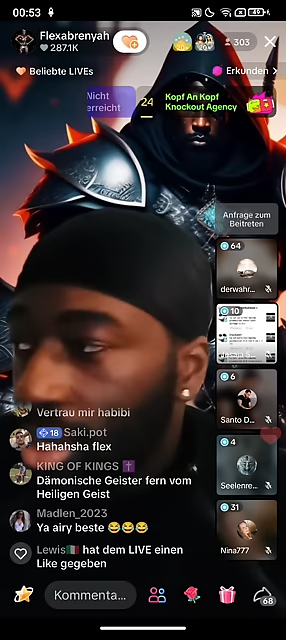 00:53
49
Flexabrenyah
287.1K
303
Beliebte LIVEs
Erkunden
Nicht
erreicht
24
Kopf An Kopf
Knockout Agency
Anfrage zum
Beitreten
64
derwahr...
10
6
Santo D...
4
Seelenre...
31
Nina777
Vertrau mir habibi
18 Saki.pot
Hahahsha flex
KING OF KINGS ✝️
Dämonische Geister fern vom
Heiligen Geist
Madlen_2023
Ya airy beste 😂😂😂
Lewis🇮🇹 hat dem LIVE einen
Like gegeben
Kommenta...
68